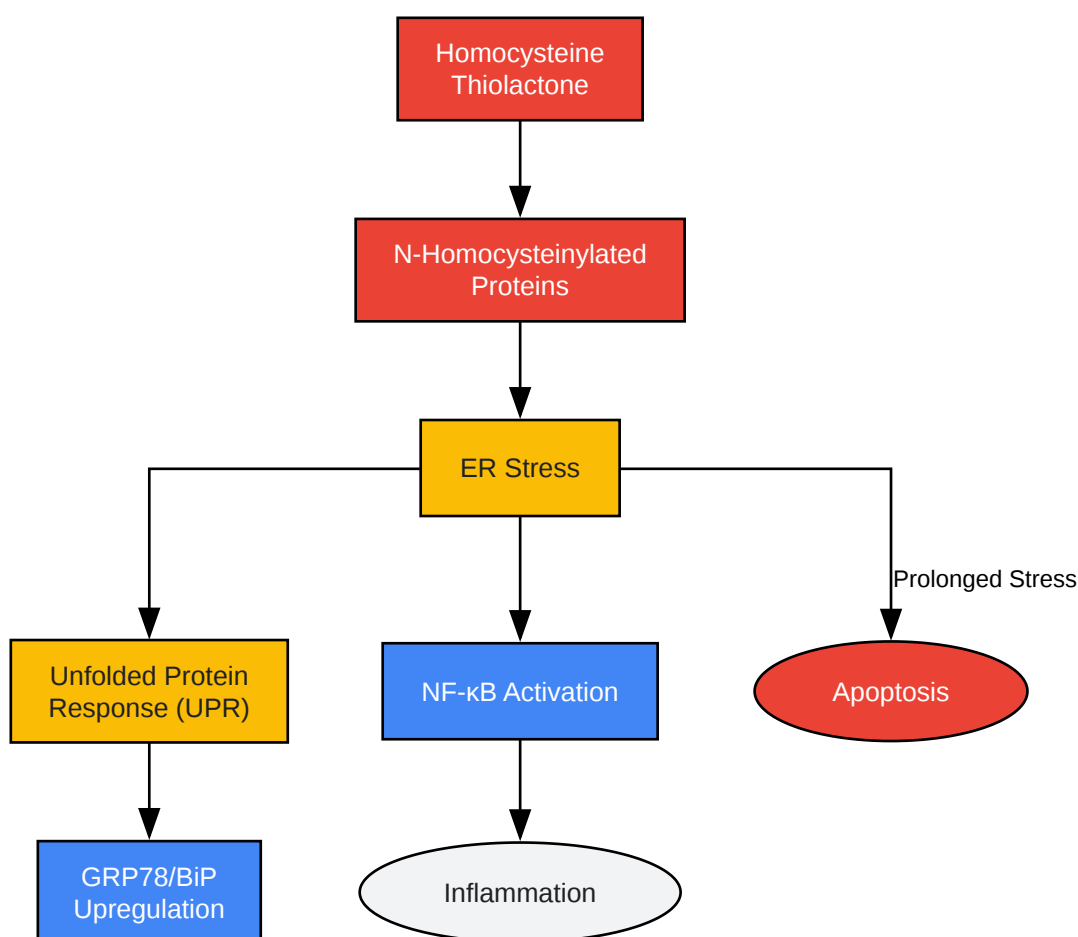 Homocysteine
Thiolactone
N-Homocysteinylated
Proteins
ER Stress
Prolonged Stress
Unfolded Protein
Response (UPR)
NF-κB Activation
Apoptosis
GRP78/BiP
Upregulation
Inflammation